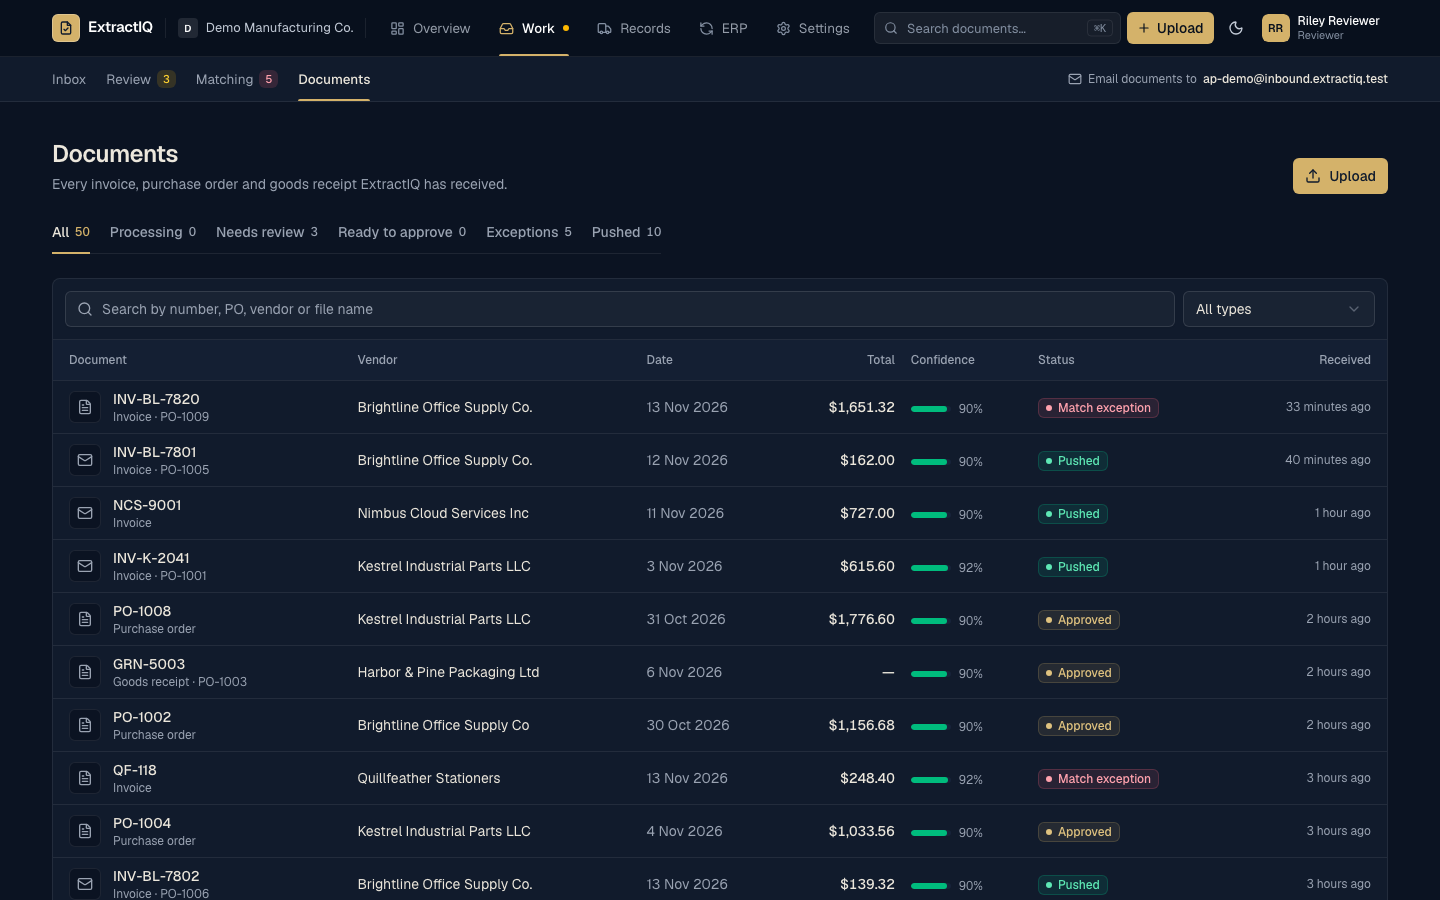 ExtractIQ
D Demo Manufacturing Co.
Overview
Work
Records
ERP
Settings
Search documents... ⌘K
+ Upload
RR
Riley Reviewer
Reviewer
Inbox
Review 3
Matching 5
Documents
Email documents to ap-demo@inbound.extractiq.test
Documents
Every invoice, purchase order and goods receipt ExtractIQ has received.
Upload
All 50
Processing 0
Needs review 3
Ready to approve 0
Exceptions 5
Pushed 10
Search by number, PO, vendor or file name
All types
Document Vendor Date Total Confidence Status Received
INV-BL-7820 Brightline Office Supply Co. 13 Nov 2026 $1,651.32 90% Match exception 33 minutes ago
Invoice · PO-1009
INV-BL-7801 Brightline Office Supply Co. 12 Nov 2026 $162.00 90% Pushed 40 minutes ago
Invoice · PO-1005
NCS-9001 Nimbus Cloud Services Inc 11 Nov 2026 $727.00 90% Pushed 1 hour ago
Invoice
INV-K-2041 Kestrel Industrial Parts LLC 3 Nov 2026 $615.60 92% Pushed 1 hour ago
Invoice · PO-1001
PO-1008 Kestrel Industrial Parts LLC 31 Oct 2026 $1,776.60 90% Approved 2 hours ago
Purchase order
GRN-5003 Harbor & Pine Packaging Ltd 6 Nov 2026 — 90% Approved 2 hours ago
Goods receipt · PO-1003
PO-1002 Brightline Office Supply Co 30 Oct 2026 $1,156.68 90% Approved 2 hours ago
Purchase order
QF-118 Quillfeather Stationers 13 Nov 2026 $248.40 92% Match exception 3 hours ago
Invoice
PO-1004 Kestrel Industrial Parts LLC 4 Nov 2026 $1,033.56 90% Approved 3 hours ago
Purchase order
INV-BL-7802 Brightline Office Supply Co. 13 Nov 2026 $139.32 90% Pushed 3 hours ago
Invoice · PO-1006